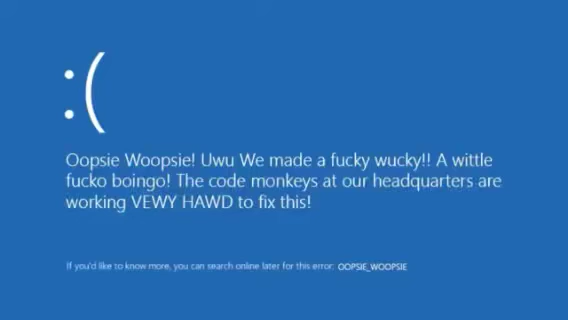 :(
Oopsie Woopsie! Uwu We made a fucky wucky!! A wittle
fucko boingo! The code monkeys at our headquarters are
working VEWY HAWD to fix this!
If you'd like to know more, you can search online later for this error: OOPSIE_WOOPSIE